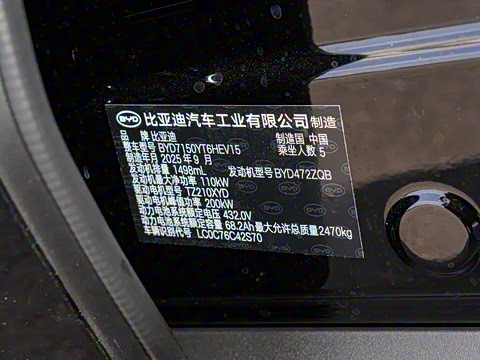 BYD 比亚迪汽车工业有限公司 制造
品 牌 比亚迪 制造国 中国
整车型号 BYD7150YT6HEV15 乘坐人数 5
制造年月 2025 年 9 月
发动机排量 1498mL 发动机型号 BYD472ZQB
发动机最大净功率 110kW
驱动电机型号 TZ210XYD
驱动电机峰值功率 200kW
动力电池系统额定电压 432.0V
动力电池系统额定容量 68.2Ah 最大允许总质量 2470kg
车辆识别代号 LC0C76C42S70